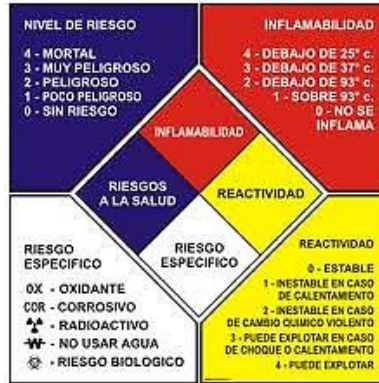 NIVEL DE RIESGO
4 - MORTAL
3 - MUY PELIGROSO
2 - PELIGROSO
1 - POCO PELIGROSO
0 - SIN RIESGO
INFLAMABILIDAD
4 - DEBAJO DE 25° c.
3 - DEBAJO DE 37° c.
2 - DEBAJO DE 93° c.
1 - SOBRE 93° c.
0 - NO SE
INFLAMA
INFLAMABILIDAD
RIESGOS
A LA SALUD
REACTIVIDAD
RIESGO
ESPECIFICO
RIESGO
ESPECIFICO
OX - OXIDANTE
COR - CORROSIVO
- RADIOACTIVO
W - NO USAR AGUA
- RIESGO BIOLOGICO
REACTIVIDAD
0 - ESTABLE
1 - INESTABLE EN CASO
DE CALENTAMIENTO
2 - INESTABLE EN CASO
DE CAMBIO QUIMICO VIOLENTO
3 - PUEDE EXPLOTAR EN CASO
DE CHOQUE O CALENTAMIENTO
4 - PUEDE EXPLOTAR